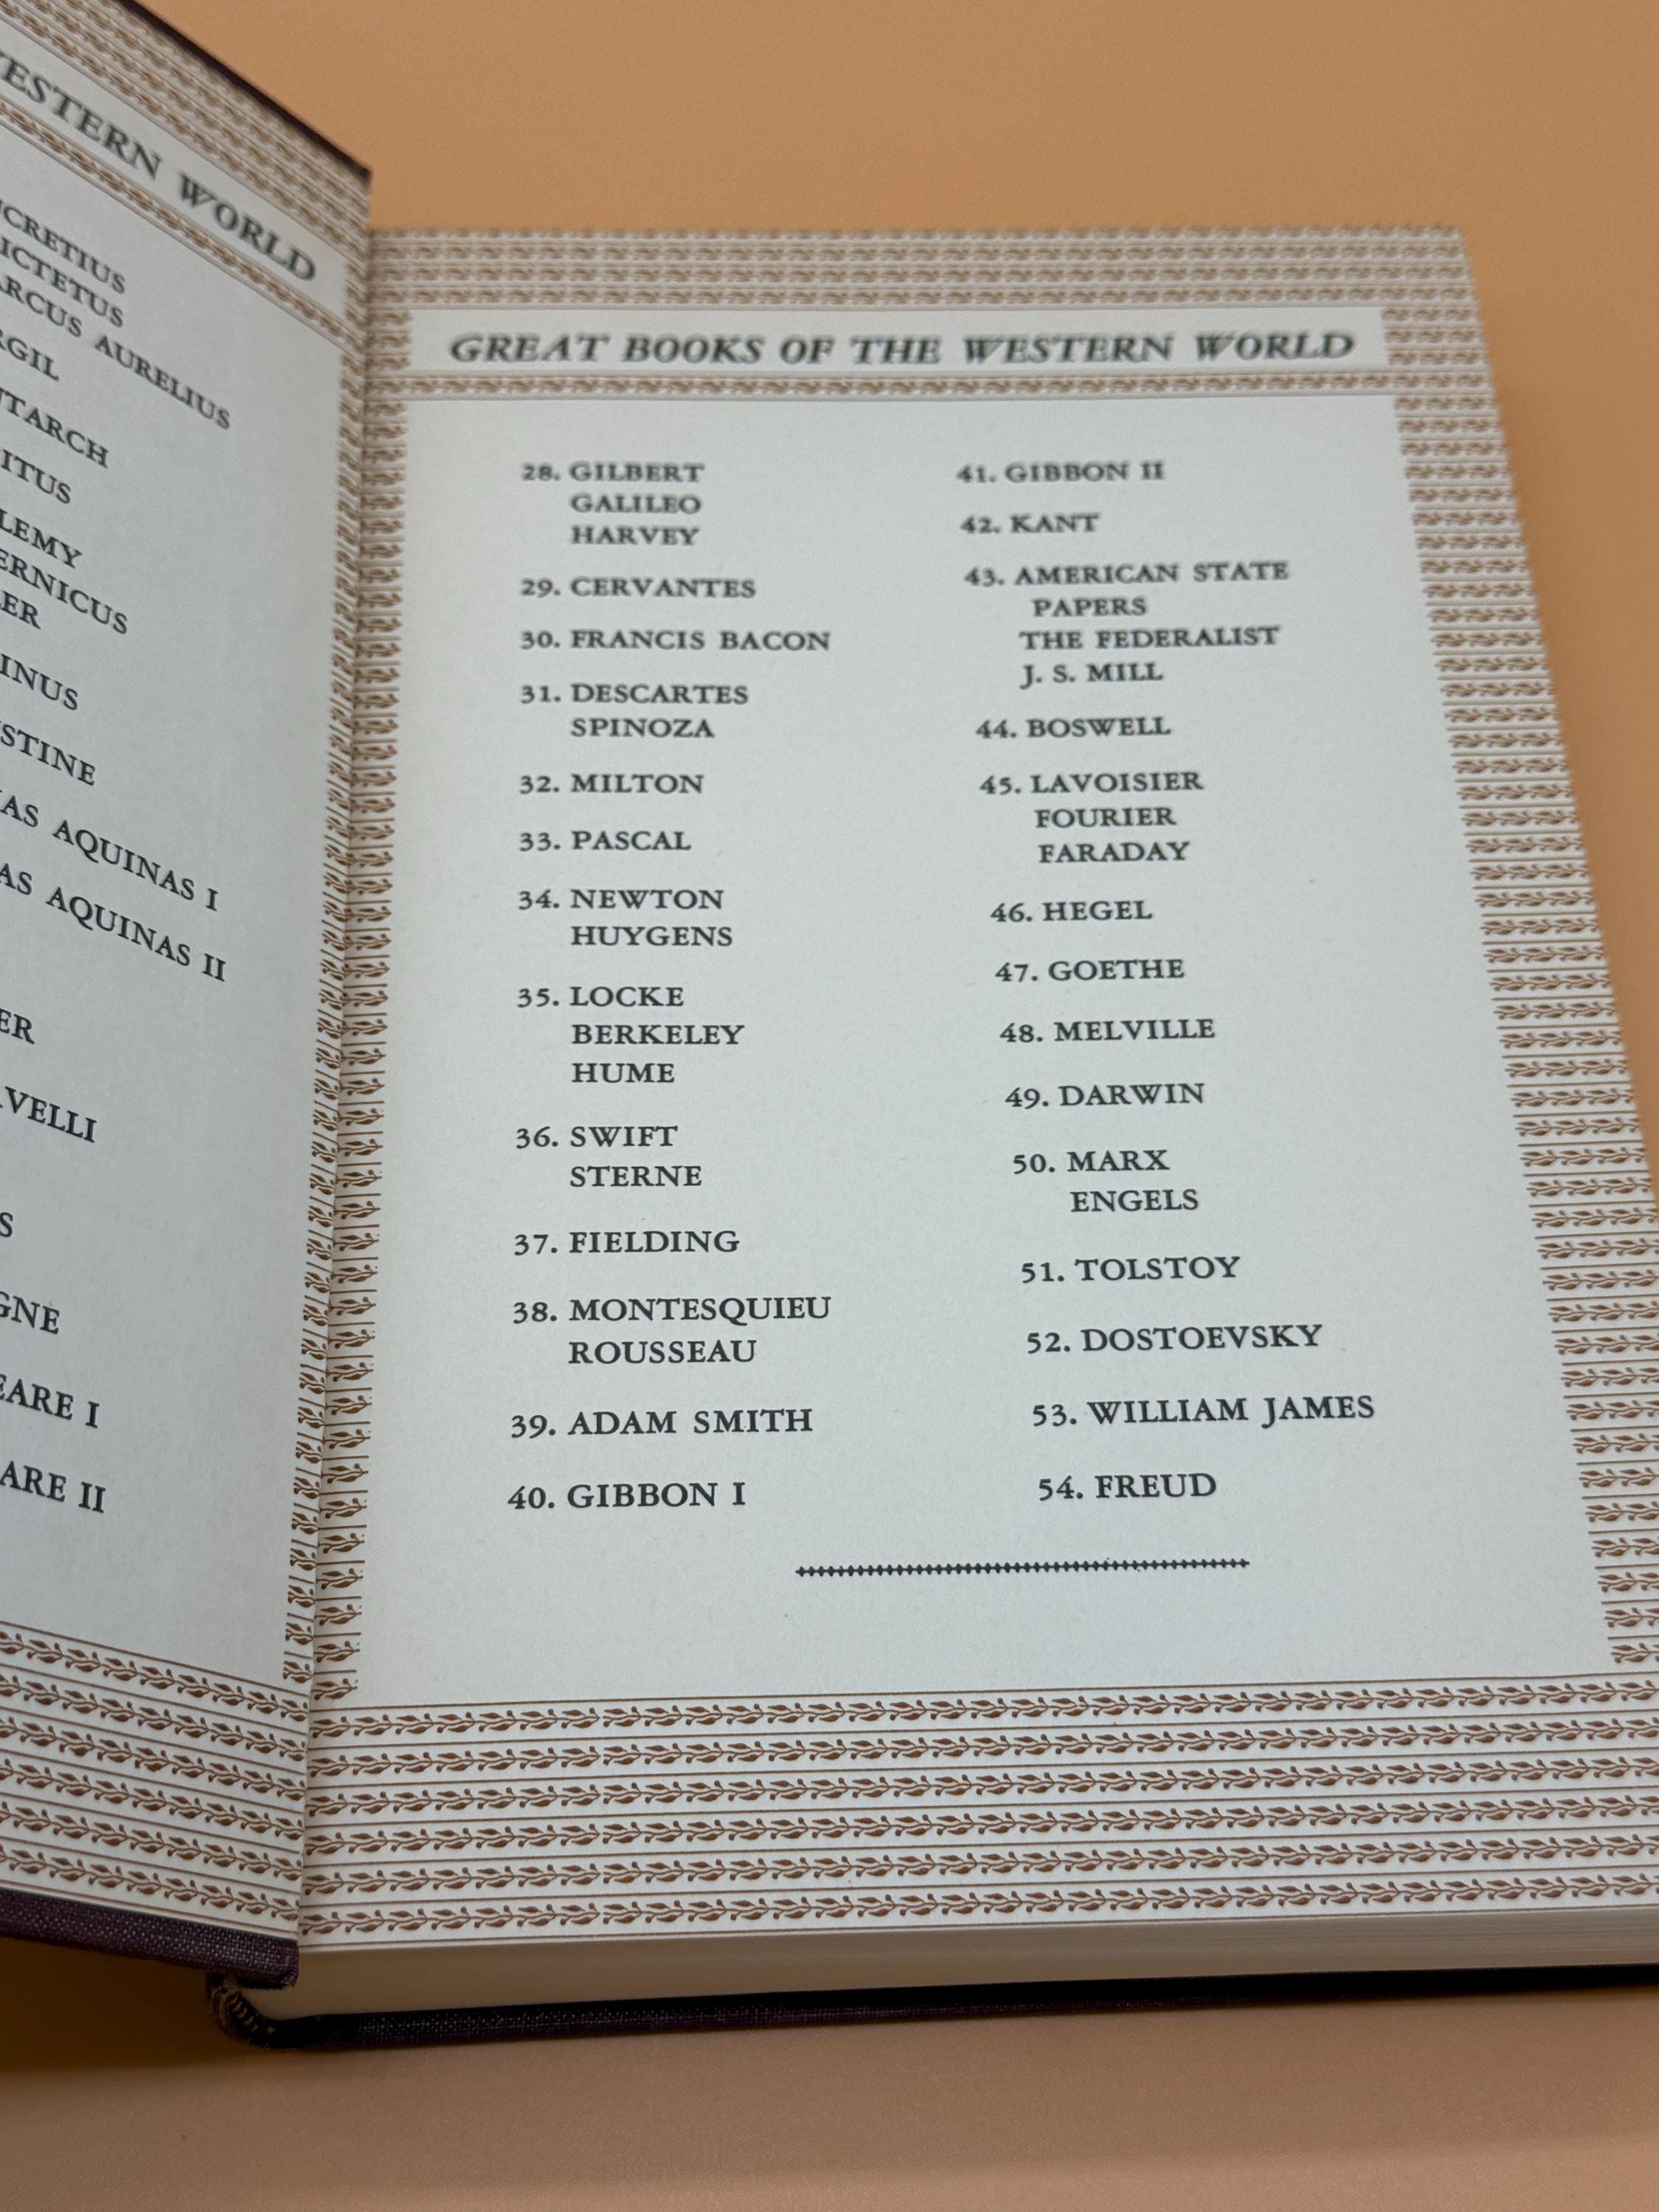 WESTERN WORLD
AURELIUS
AQUINAS I
AQUINAS II
GREAT BOOKS OF THE WESTERN WORLD
28. GILBERT
GALILEO
HARVEY
29. CERVANTES
30. FRANCIS BACON
31. DESCARTES
SPINOZA
32. MILTON
33. PASCAL
34. NEWTON
HUYGENS
35. LOCKE
BERKELEY
HUME
36. SWIFT
STERNE
37. FIELDING
38. MONTESQUIEU
ROUSSEAU
39. ADAM SMITH
40. GIBBON I
41. GIBBON II
42. KANT
43. AMERICAN STATE
PAPERS
THE FEDERALIST
J. S. MILL
44. BOSWELL
45. LAVOISIER
FOURIER
FARADAY
46. HEGEL
47. GOETHE
48. MELVILLE
49. DARWIN
50. MARX
ENGELS
51. TOLSTOY
52. DOSTOEVSKY
53. WILLIAM JAMES
54. FREUD